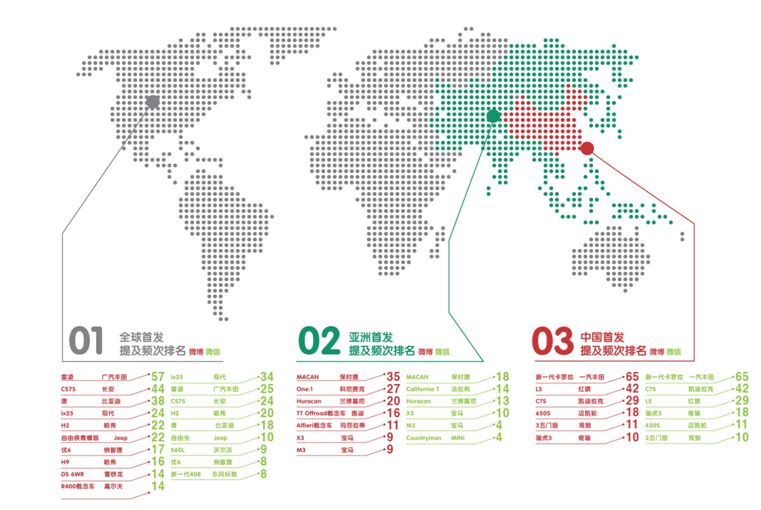 01 全球首发
提及频次排名 微博 微信
雷凌 广汽丰田 57
CS75 长安 44
唐 比亚迪 38
ix25 现代 24
H2 哈弗 22
自由侠青蜂版 Jeep 22
优6 纳智捷 17
H9 哈弗 16
DS 6WR 雪铁龙 14
R400概念车 高尔夫 14
ix25 现代 34
雷凌 广汽丰田 25
CS75 长安 24
H2 哈弗 20
唐 比亚迪 18
自由光 Jeep 10
S60L 沃尔沃 9
优6 纳智捷 8
新一代408 东风标致 8
02 亚洲首发
提及频次排名 微博 微信
MACAN 保时捷 35
One:1 科尼赛克 27
Huracan 兰博基尼 20
TT Offroad概念车 奥迪 16
Alfieri概念车 玛莎拉蒂 11
X3 宝马 9
M3 宝马 9
MACAN 保时捷 18
California T 法拉利 14
Huracan 兰博基尼 13
X3 宝马 10
M3 宝马 4
Countryman MINI 4
03 中国首发
提及频次排名 微博 微信
新一代卡罗拉 一汽丰田 65
L5 红旗 42
CTS 凯迪拉克 29
650S 迈凯轮 18
3五门版 观致 11
瑞虎3 奇瑞 10
新一代卡罗拉 一汽丰田 65
CTS 凯迪拉克 42
L5 红旗 29
瑞虎3 奇瑞 18
650S 迈凯轮 11
3五门版 观致 10